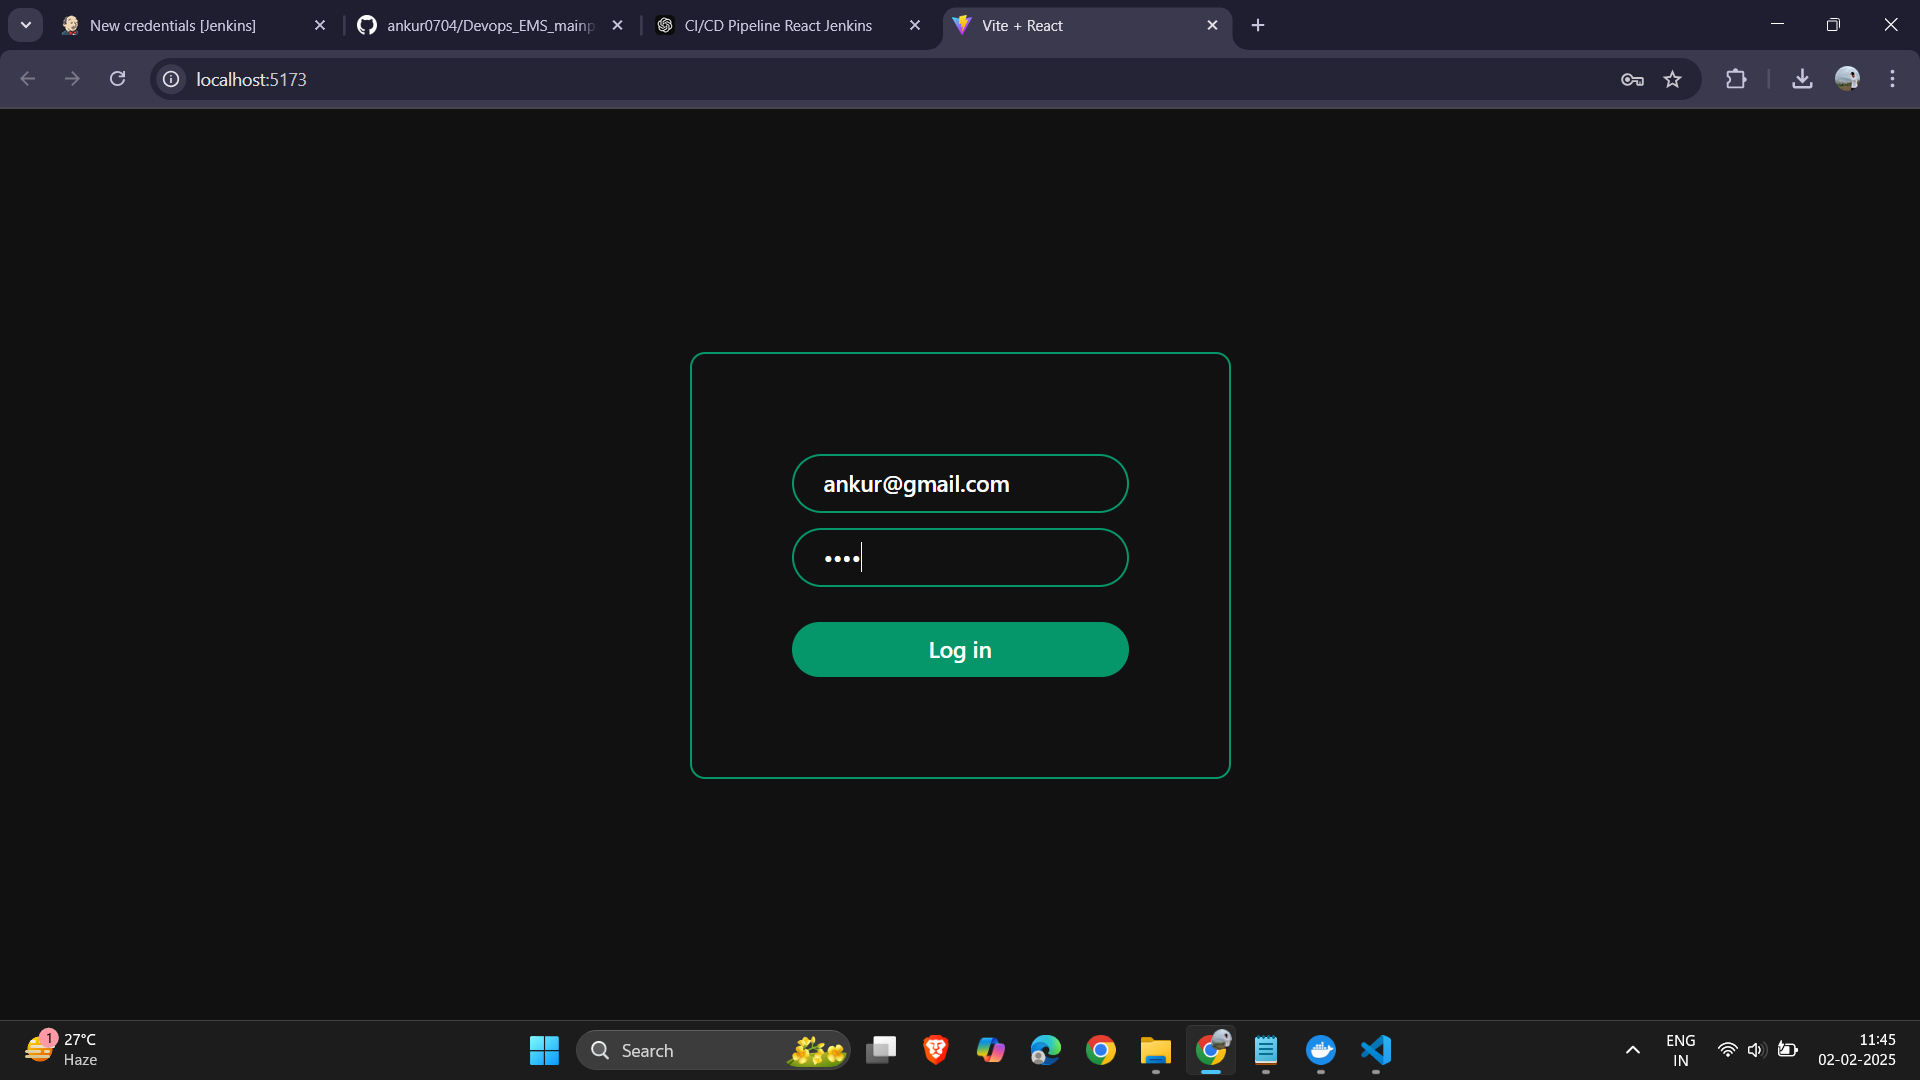 New credentials [Jenkins]
ankur0704/Devops_EMS_mainp
CI/CD Pipeline React Jenkins
Vite + React
localhost:5173
ankur@gmail.com
••••
Log in
1
27°C
Haze
Search
ENG
IN
11:45
02-02-2025